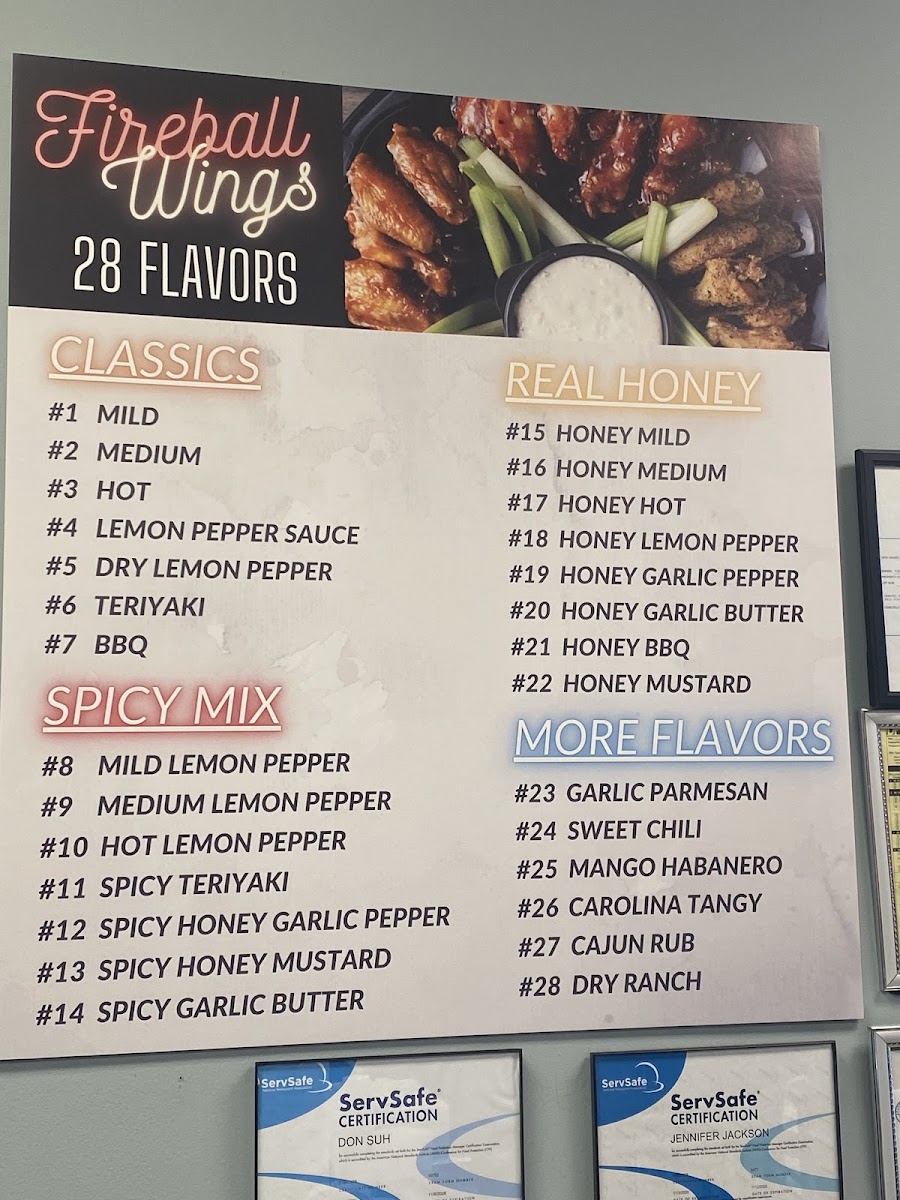 Fireball
Wings
28 FLAVORS
CLASSICS
#1 MILD
#2 MEDIUM
#3 HOT
#4 LEMON PEPPER SAUCE
#5 DRY LEMON PEPPER
#6 TERIYAKI
#7 BBQ
SPICY MIX
#8 MILD LEMON PEPPER
#9 MEDIUM LEMON PEPPER
#10 HOT LEMON PEPPER
#11 SPICY TERIYAKI
#12 SPICY HONEY GARLIC PEPPER
#13 SPICY HONEY MUSTARD
#14 SPICY GARLIC BUTTER
REAL HONEY
#15 HONEY MILD
#16 HONEY MEDIUM
#17 HONEY HOT
#18 HONEY LEMON PEPPER
#19 HONEY GARLIC PEPPER
#20 HONEY GARLIC BUTTER
#21 HONEY BBQ
#22 HONEY MUSTARD
MORE FLAVORS
#23 GARLIC PARMESAN
#24 SWEET CHILI
#25 MANGO HABANERO
#26 CAROLINA TANGY
#27 CAJUN RUB
#28 DRY RANCH
ServSafe
ServSafe®
CERTIFICATION
DON SUH
ServSafe
ServSafe®
CERTIFICATION
JENNIFER JACKSON